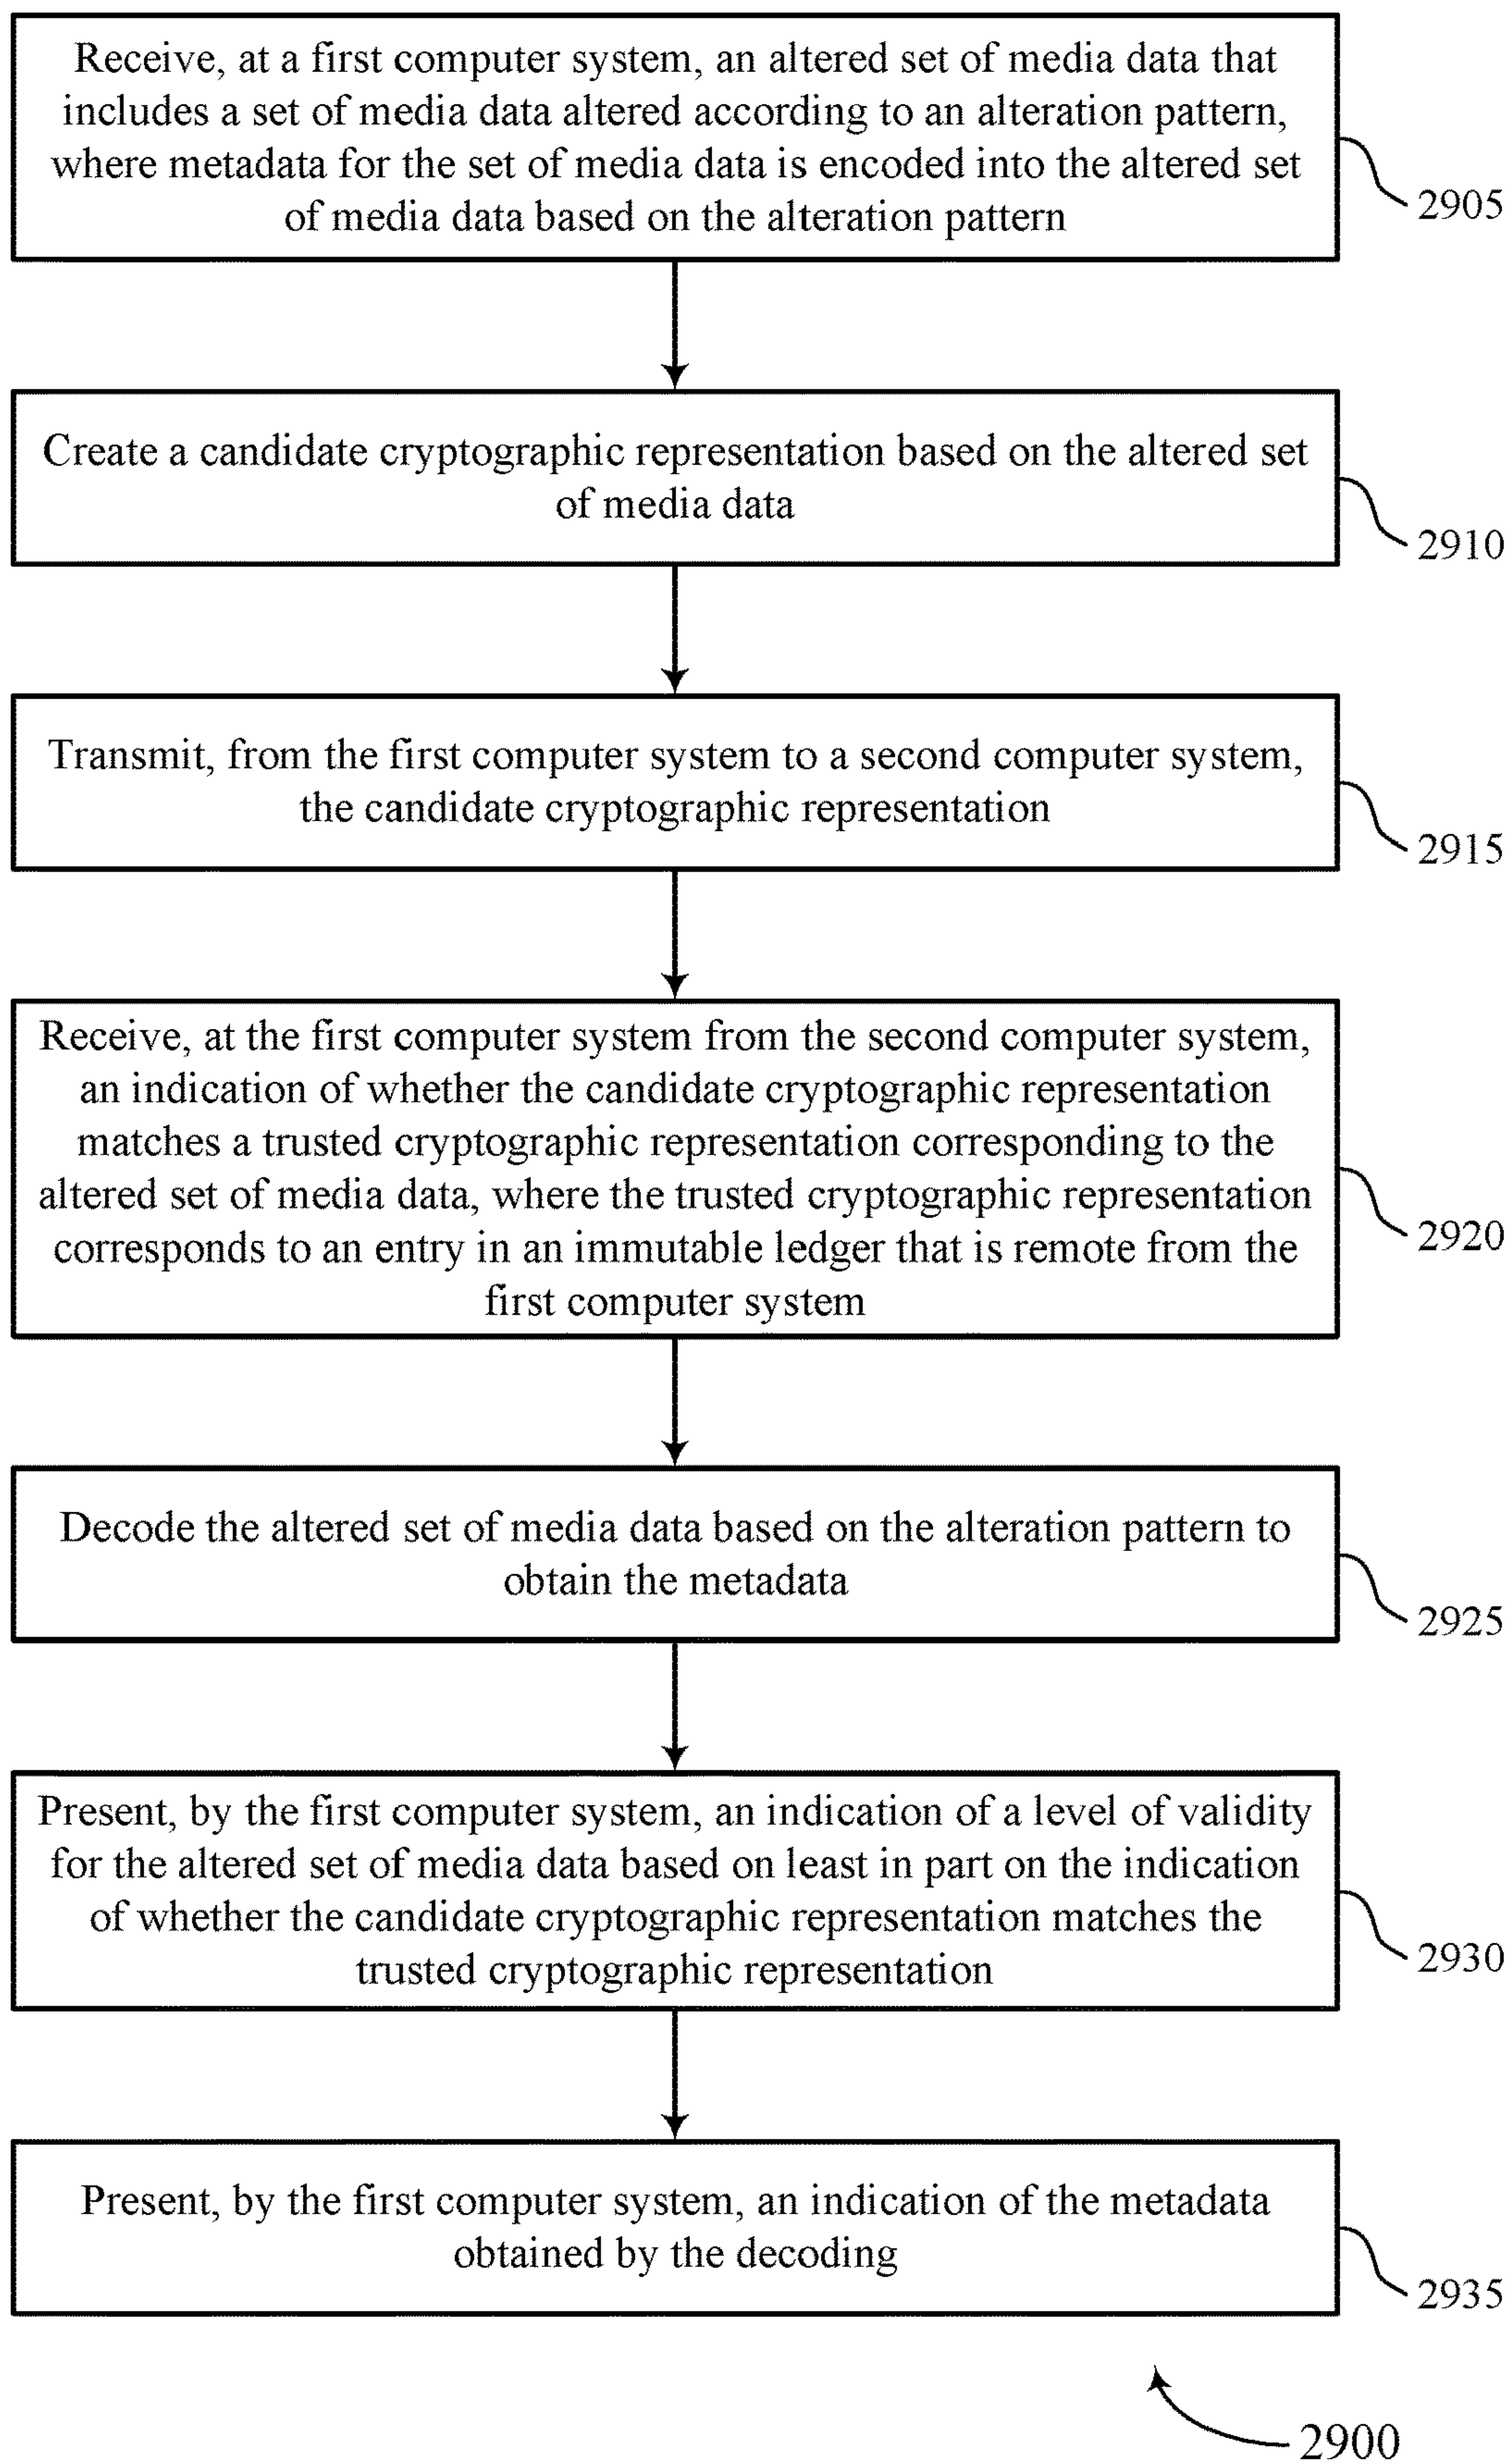 Receive, at a first computer system, an altered set of media data that
includes a set of media data altered according to an alteration pattern,
where metadata for the set of media data is encoded into the altered set
of media data based on the alteration pattern
2905
Create a candidate cryptographic representation based on the altered set
of media data
2910
Transmit, from the first computer system to a second computer system,
the candidate cryptographic representation
2915
Receive, at the first computer system from the second computer system,
an indication of whether the candidate cryptographic representation
matches a trusted cryptographic representation corresponding to the
altered set of media data, where the trusted cryptographic representation
corresponds to an entry in an immutable ledger that is remote from the
first computer system
2920
Decode the altered set of media data based on the alteration pattern to
obtain the metadata
2925
Present, by the first computer system, an indication of a level of validity
for the altered set of media data based on least in part on the indication
of whether the candidate cryptographic representation matches the
trusted cryptographic representation
2930
Present, by the first computer system, an indication of the metadata
obtained by the decoding
2935
2900